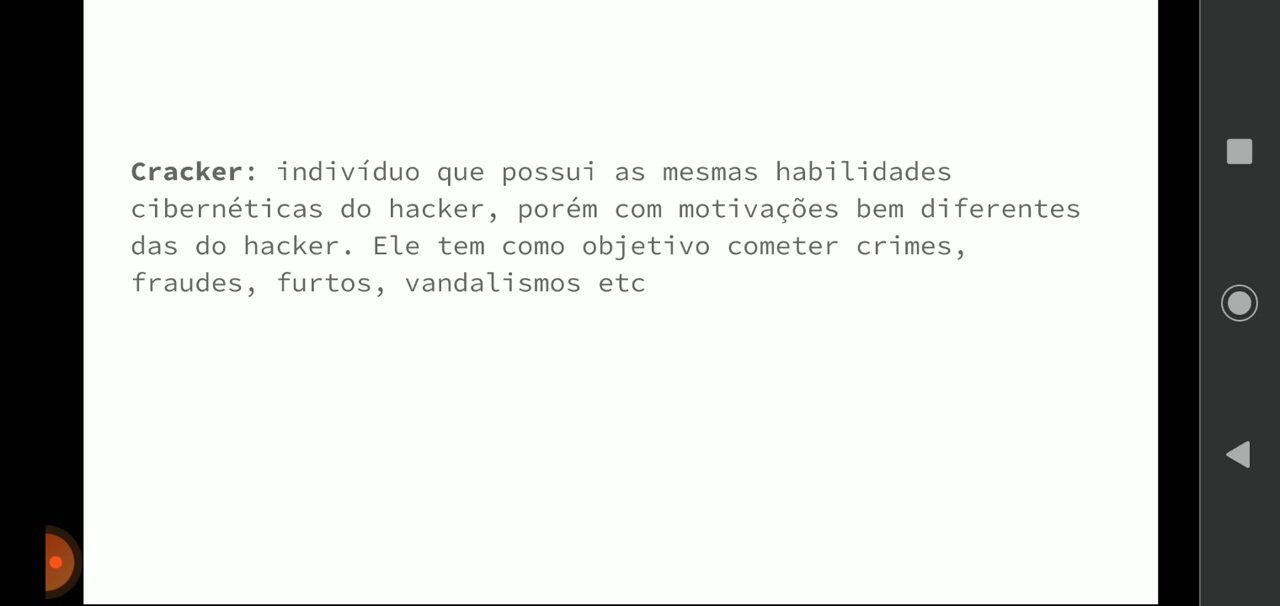 Cracker: indivíduo que possui as mesmas habilidades
cibernéticas do hacker, porém com motivações bem diferentes
das do hacker. Ele tem como objetivo cometer crimes,
fraudes, furtos, vandalismos etc